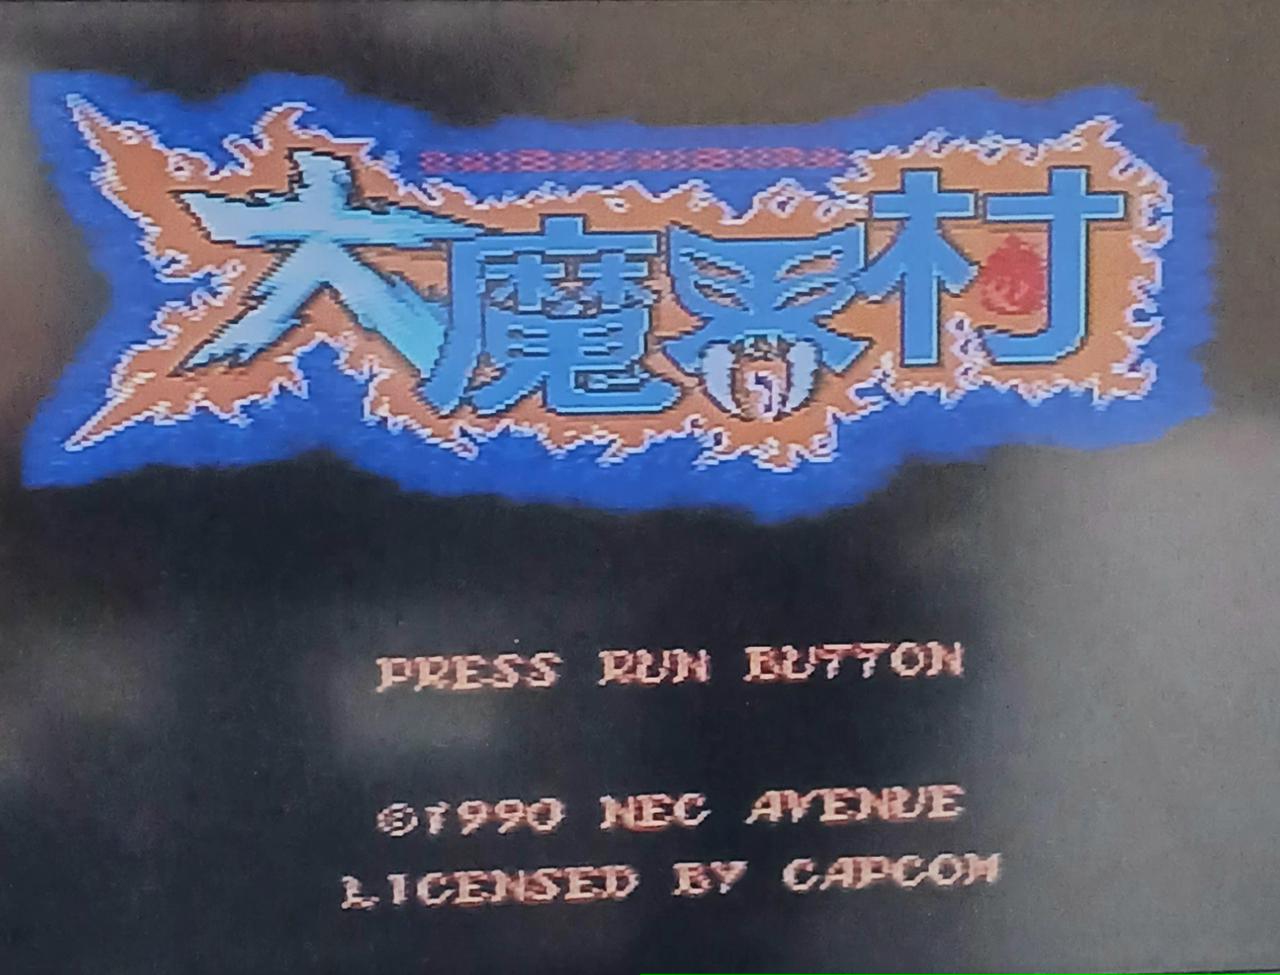 大魔界村
PRESS RUN BUTTON
©1990 NEC AVENUE
LICENSED BY CAPCOM